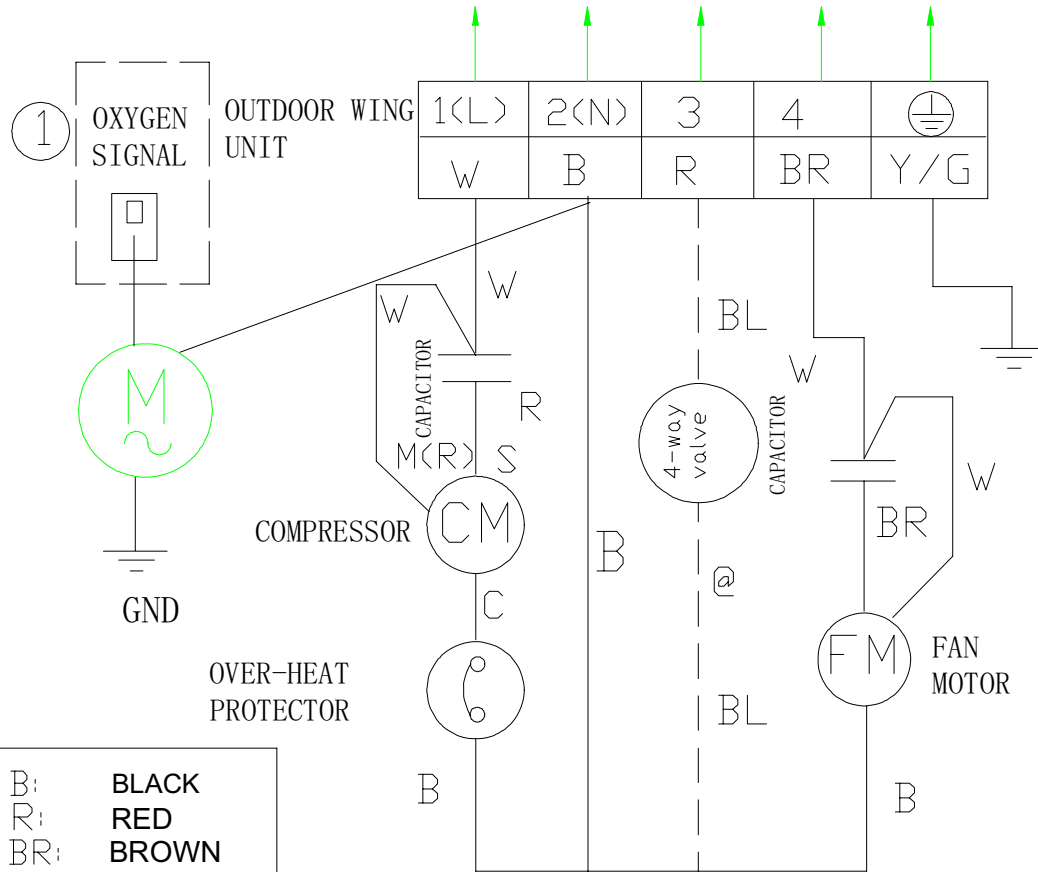 1
OXYGEN
SIGNAL
OUTDOOR WING
UNIT
1(L) 2(N) 3 4
W B R BR Y/G
W
W
BL
W
CAPACITOR
R
M(R) S
4-way
valve
CAPACITOR
W
BR
M
COMPRESSOR
CM
B
@
GND
C
FM
FAN
MOTOR
OVER-HEAT
PROTECTOR
BL
B
B
B: BLACK
R: RED
BR: BROWN